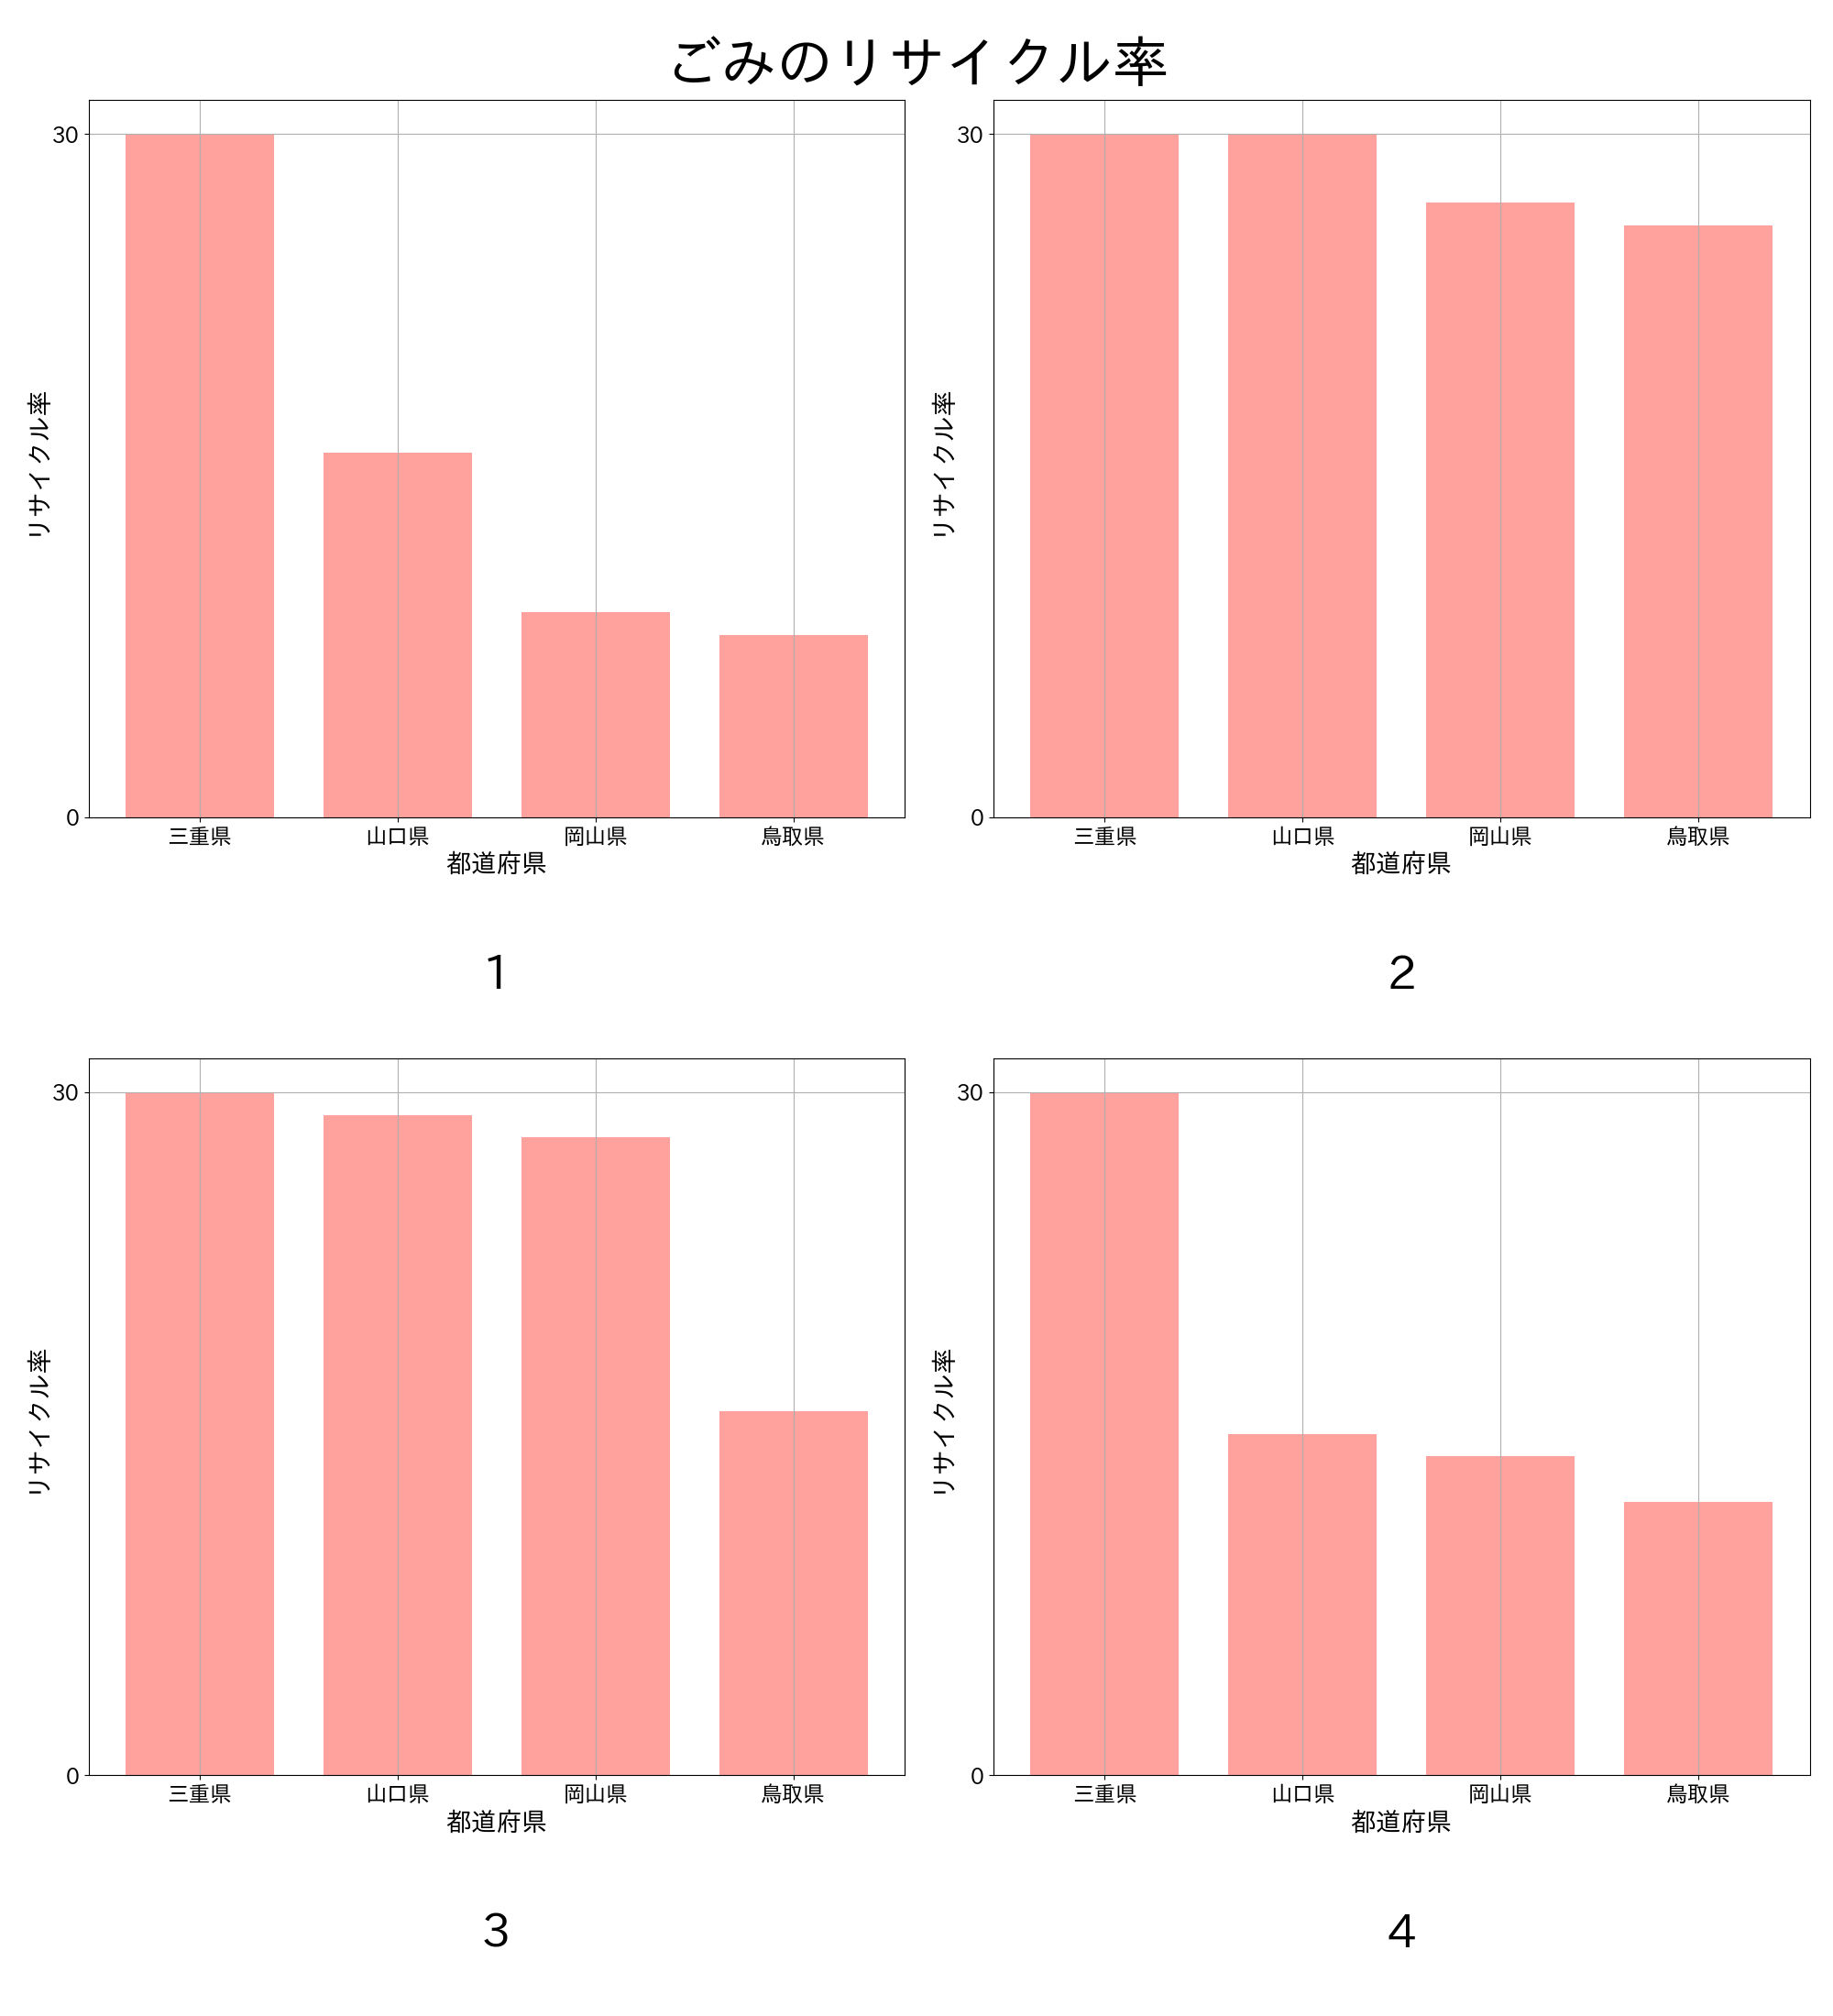 ごみのリサイクル率
30
0
リサイクル率
三重県 山口県 岡山県 鳥取県
都道府県
1
30
0
リサイクル率
三重県 山口県 岡山県 鳥取県
都道府県
2
30
0
リサイクル率
三重県 山口県 岡山県 鳥取県
都道府県
3
30
0
リサイクル率
三重県 山口県 岡山県 鳥取県
都道府県
4